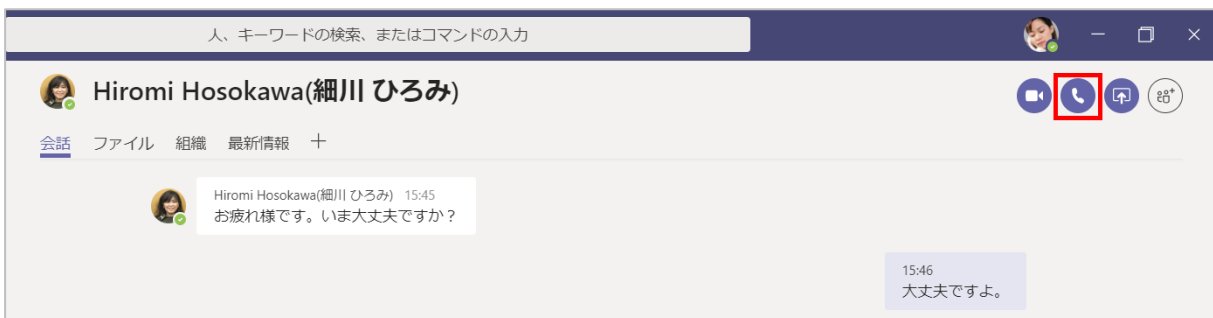 人、キーワードの検索、またはコマンドの入力
Hiromi Hosokawa(細川 ひろみ)
会話 ファイル 組織 最新情報 +
Hiromi Hosokawa(細川 ひろみ) 15:45
お疲れ様です。いま大丈夫ですか？
15:46
大丈夫ですよ。